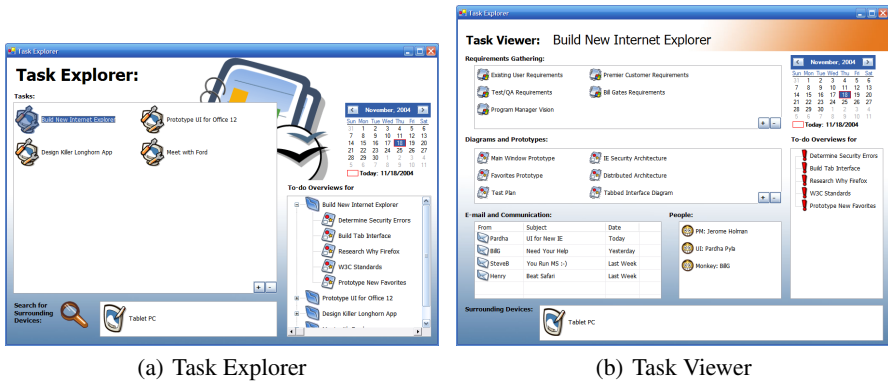 Task Explorer
Task Explorer:
Tasks:
Build New Internet Explorer
Prototype UI for Office 12
Design Killer Longhorn App
Meet with Ford
November, 2004
Sun Mon Tue Wed Thu Fri Sat
31 1 2 3 4 5 6
7 8 9 10 11 12 13
14 15 16 17 18 19 20
21 22 23 24 25 26 27
28 29 30 1 2 3 4
5 6 7 8 9 10 11
Today: 11/18/2004
To-do Overviews for
Build New Internet Explorer
Determine Security Errors
Build Tab Interface
Research Why Firefox
W3C Standards
Prototype New Favorites
Prototype UI for Office 12
Design Killer Longhorn App
+ -
Search for
Surrounding
Devices:
Tablet PC
(a) Task Explorer
Task Explorer
Task Viewer: Build New Internet Explorer
Requirements Gathering:
Existing User Requirements
Premier Customer Requirements
Test/QA Requirements
Bill Gates Requirements
Program Manager Vision
+ -
November, 2004
Sun Mon Tue Wed Thu Fri Sat
31 1 2 3 4 5 6
7 8 9 10 11 12 13
14 15 16 17 18 19 20
21 22 23 24 25 26 27
28 29 30 1 2 3 4
5 6 7 8 9 10 11
Today: 11/18/2004
Diagrams and Prototypes:
Main Window Prototype
IE Security Architecture
Favorites Prototype
Distributed Architecture
Test Plan
Tabbed Interface Diagram
+ -
To-do Overviews for
Determine Security Errors
Build Tab Interface
Research Why Firefox
W3C Standards
Prototype New Favorites
E-mail and Communication:
From Subject Date
Pardha UI for New IE Today
BillG Need Your Help Yesterday
SteveB You Run MS :-) Last Week
Henry Beat Safari Last Week
People:
PM: Jerome Holman
UI: Pardha Pyla
Monkey: BillG
Surrounding Devices:
Tablet PC
(b) Task Viewer